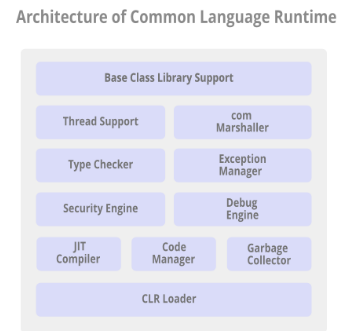 Architecture of Common Language Runtime
Base Class Library Support
Thread Support
com
Marshaller
Type Checker
Exception
Manager
Security Engine
Debug
Engine
JIT
Compiler
Code
Manager
Garbage
Collector
CLR Loader